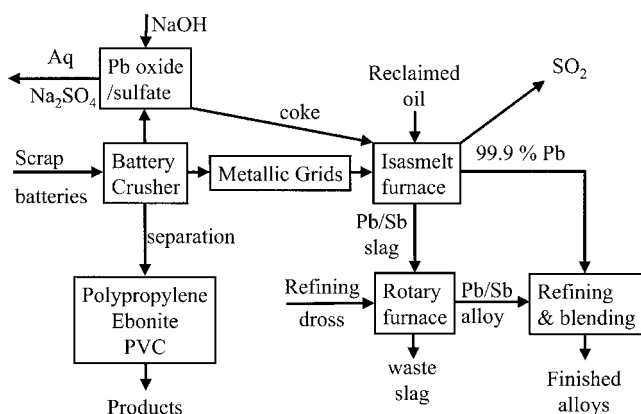 NaOH
Aq
Na₂SO₄
Pb oxide
/sulfate
coke
Reclaimed
oil
SO₂
Scrap
batteries
Battery
Crusher
Metallic Grids
Isasmelt
furnace
99.9 % Pb
separation
Pb/Sb
slag
Polypropylene
Ebonite
PVC
Refining
dross
Rotary
furnace
Pb/Sb
alloy
Refining
& blending
waste
slag
Products
Finished
alloys